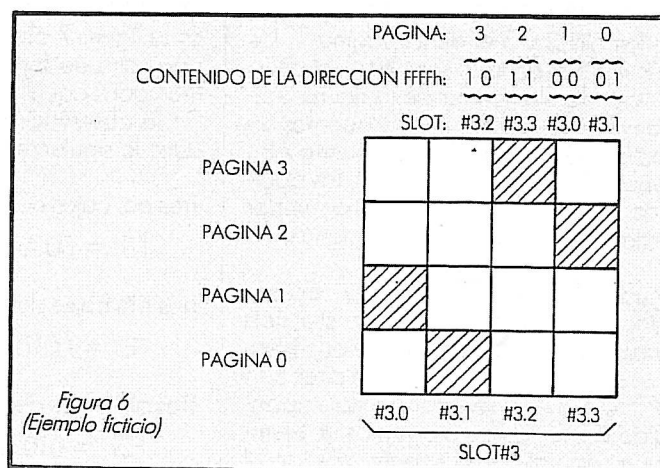 PAGINA: 3 2 1 0
CONTENIDO DE LA DIRECCION FFFFh: 10 11 00 01
SLOT: #3.2 #3.3 #3.0 #3.1
PAGINA 3
PAGINA 2
PAGINA 1
PAGINA 0
Figura 6
(Ejemplo ficticio)
#3.0 #3.1 #3.2 #3.3
SLOT#3